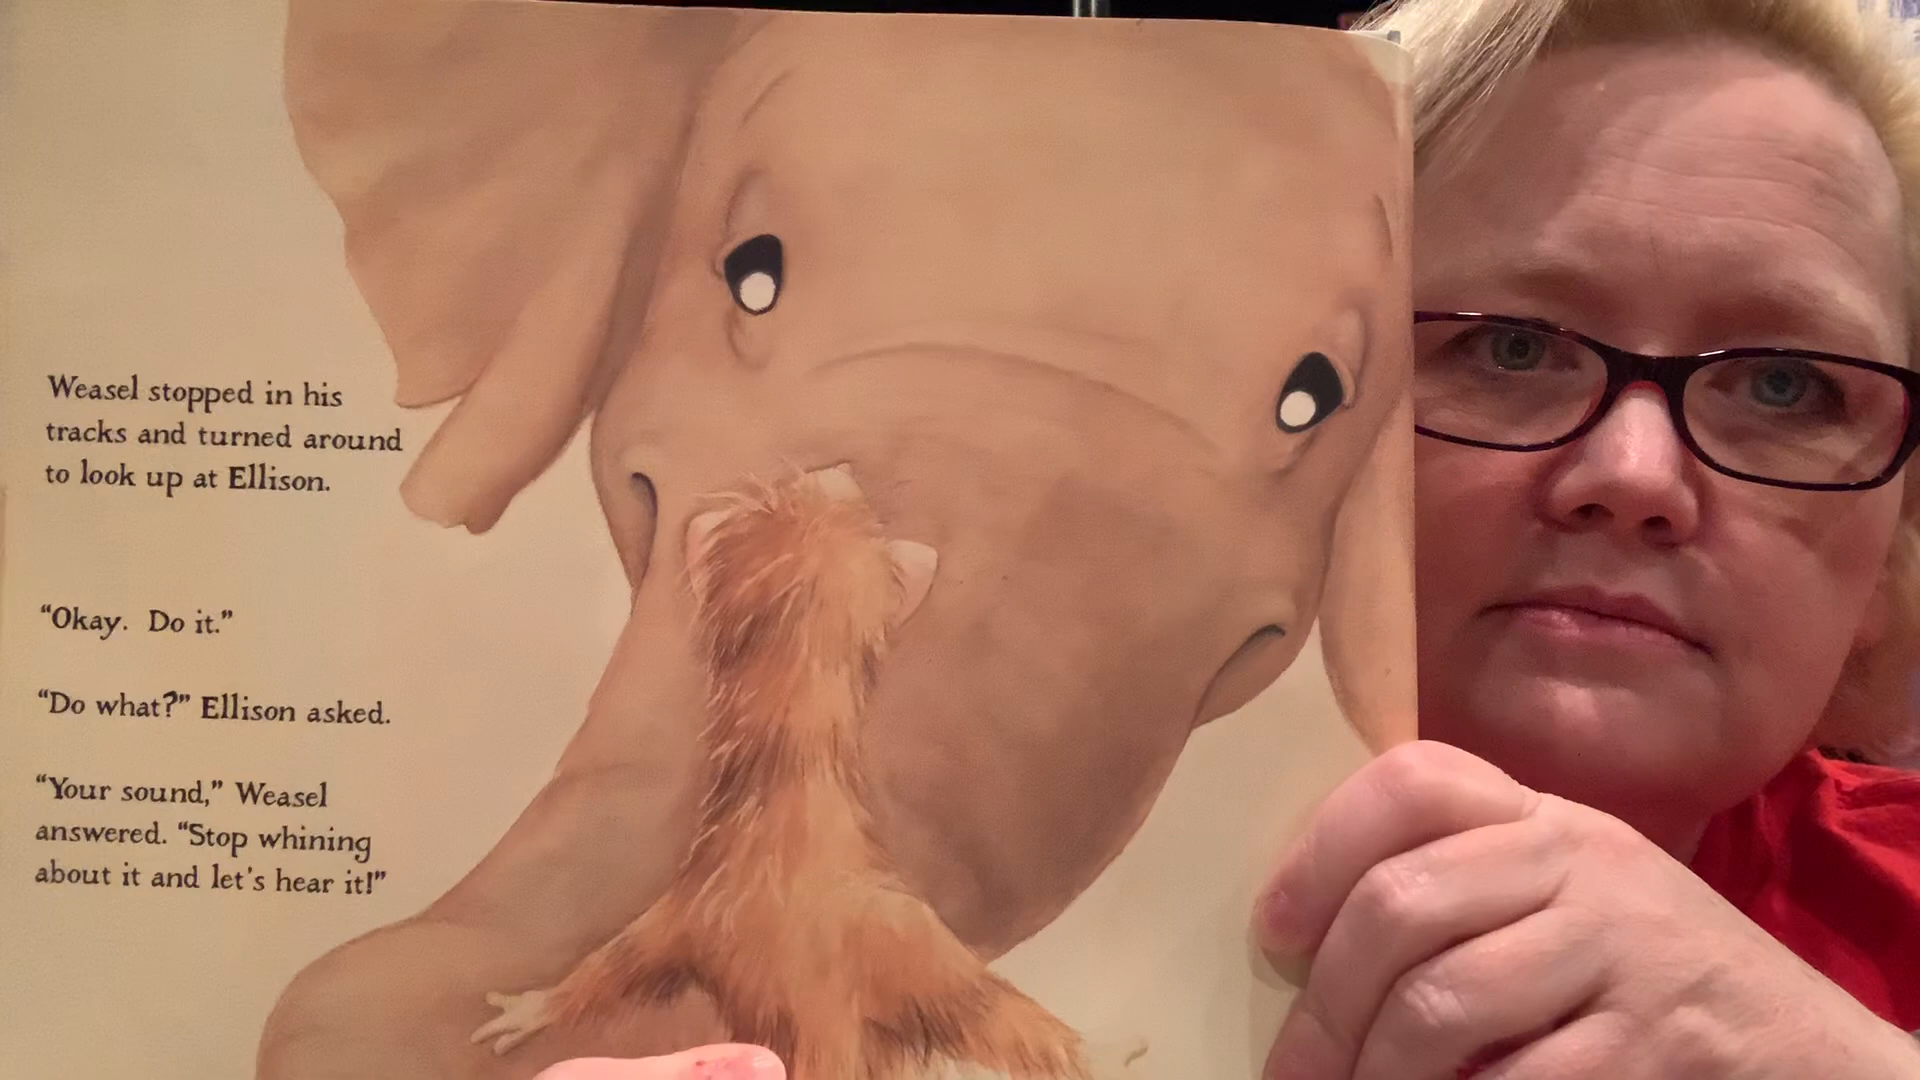 Weasel stopped in his
tracks and turned around
to look up at Ellison.
“Okay. Do it.”
“Do what?” Ellison asked.
“Your sound,” Weasel
answered. “Stop whining
about it and let's hear it!”